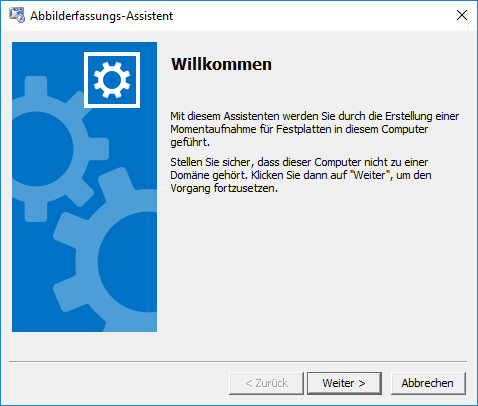 Abbilderfassungs-Assistent
Willkommen
Mit diesem Assistenten werden Sie durch die Erstellung einer
Momentaufnahme für Festplatten in diesem Computer
geführt.
Stellen Sie sicher, dass dieser Computer nicht zu einer
Domäne gehört. Klicken Sie dann auf "Weiter", um den
Vorgang fortzusetzen.
< Zurück Weiter > Abbrechen